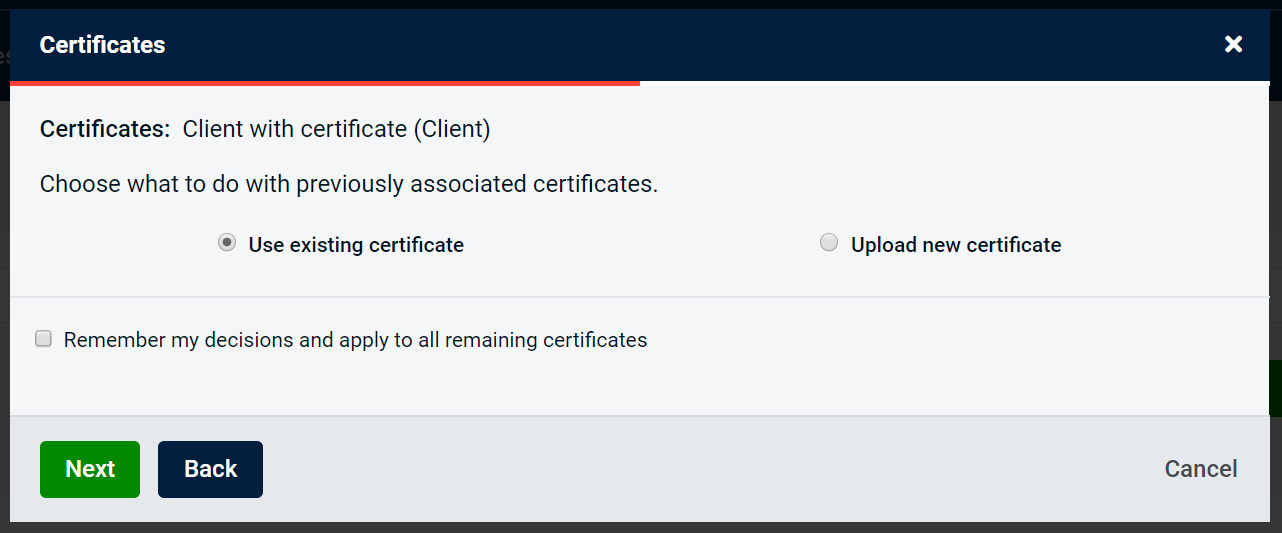 Certificates
Certificates: Client with certificate (Client)
Choose what to do with previously associated certificates.
Use existing certificate
Upload new certificate
Remember my decisions and apply to all remaining certificates
Next
Back
Cancel